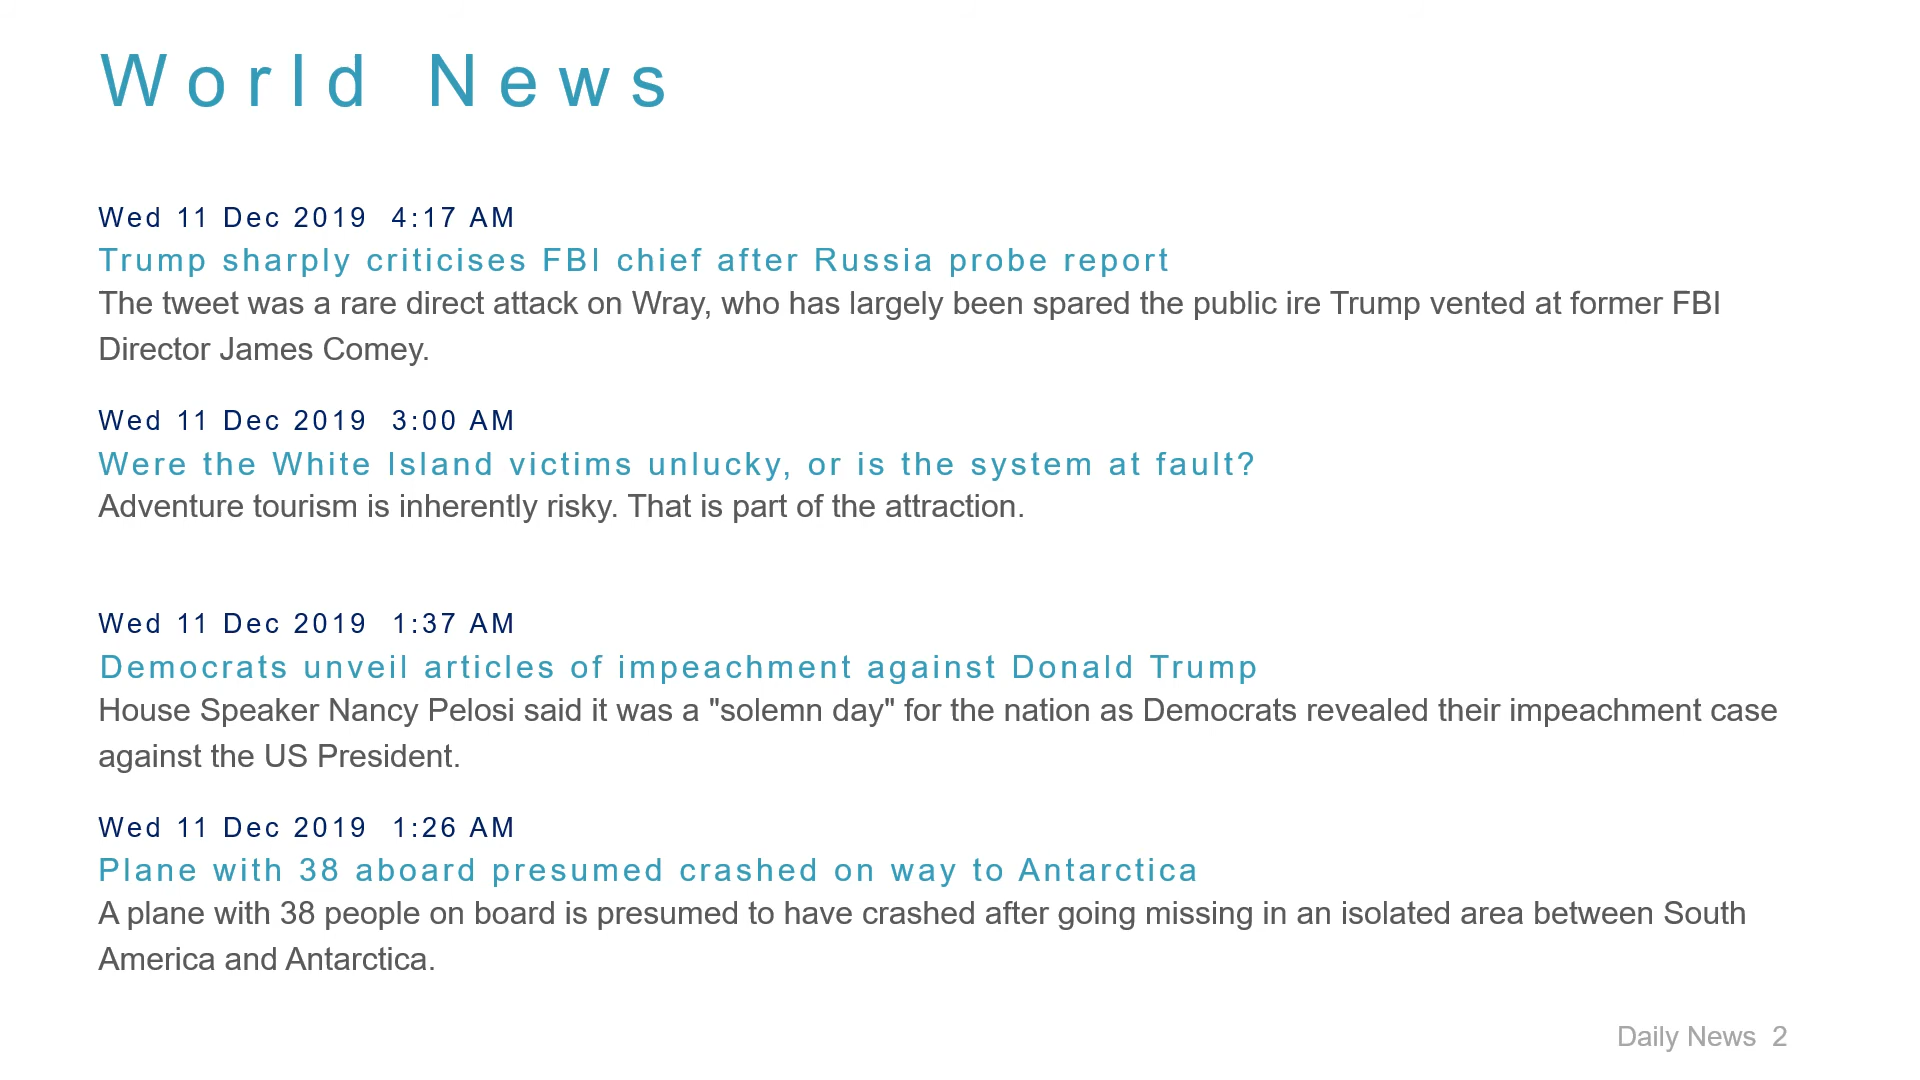 World News
Wed 11 Dec 2019 4:17 AM
Trump sharply criticises FBI chief after Russia probe report
The tweet was a rare direct attack on Wray, who has largely been spared the public ire Trump vented at former FBI
Director James Comey.
Wed 11 Dec 2019 3:00 AM
Were the White Island victims unlucky, or is the system at fault?
Adventure tourism is inherently risky. That is part of the attraction.
Wed 11 Dec 2019 1:37 AM
Democrats unveil articles of impeachment against Donald Trump
House Speaker Nancy Pelosi said it was a "solemn day" for the nation as Democrats revealed their impeachment case
against the US President.
Wed 11 Dec 2019 1:26 AM
Plane with 38 aboard presumed crashed on way to Antarctica
A plane with 38 people on board is presumed to have crashed after going missing in an isolated area between South
America and Antarctica.
Daily News 2